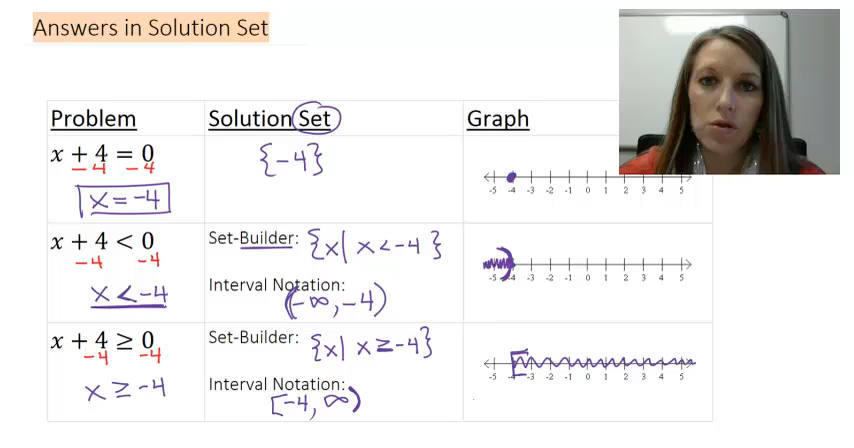 Answers in Solution Set
Problem Solution Set Graph
x + 4 = 0
-4 -4
x = -4
{-4}
-5 -4 -3 -2 -1 0 1 2 3 4 5
x + 4 < 0
-4 -4
x < -4
Set-Builder: {x| x < -4}
Interval Notation:
(-∞, -4)
-5 -4 -3 -2 -1 0 1 2 3 4 5
x + 4 ≥ 0
-4 -4
x ≥ -4
Set-Builder: {x| x ≥ -4}
Interval Notation:
[-4, ∞)
-5 -4 -3 -2 -1 0 1 2 3 4 5